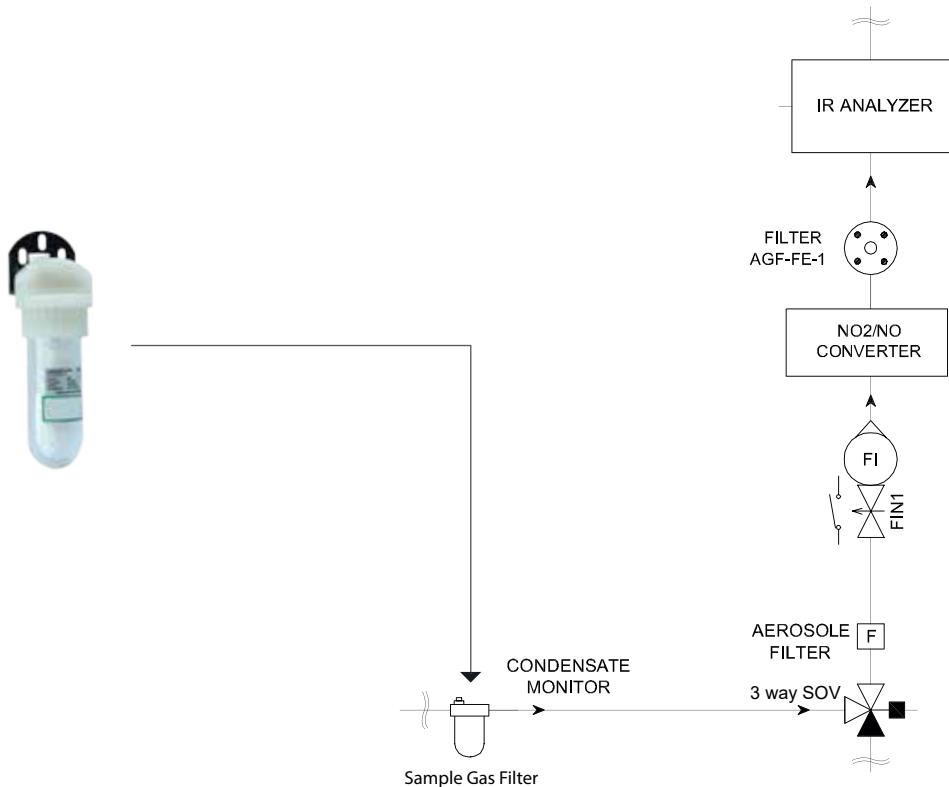 IR ANALYZER
FILTER
AGF-FE-1
NO2/NO
CONVERTER
FI
FIN1
AEROSOLE
FILTER
F
CONDENSATE
MONITOR
3 way SOV
Sample Gas Filter